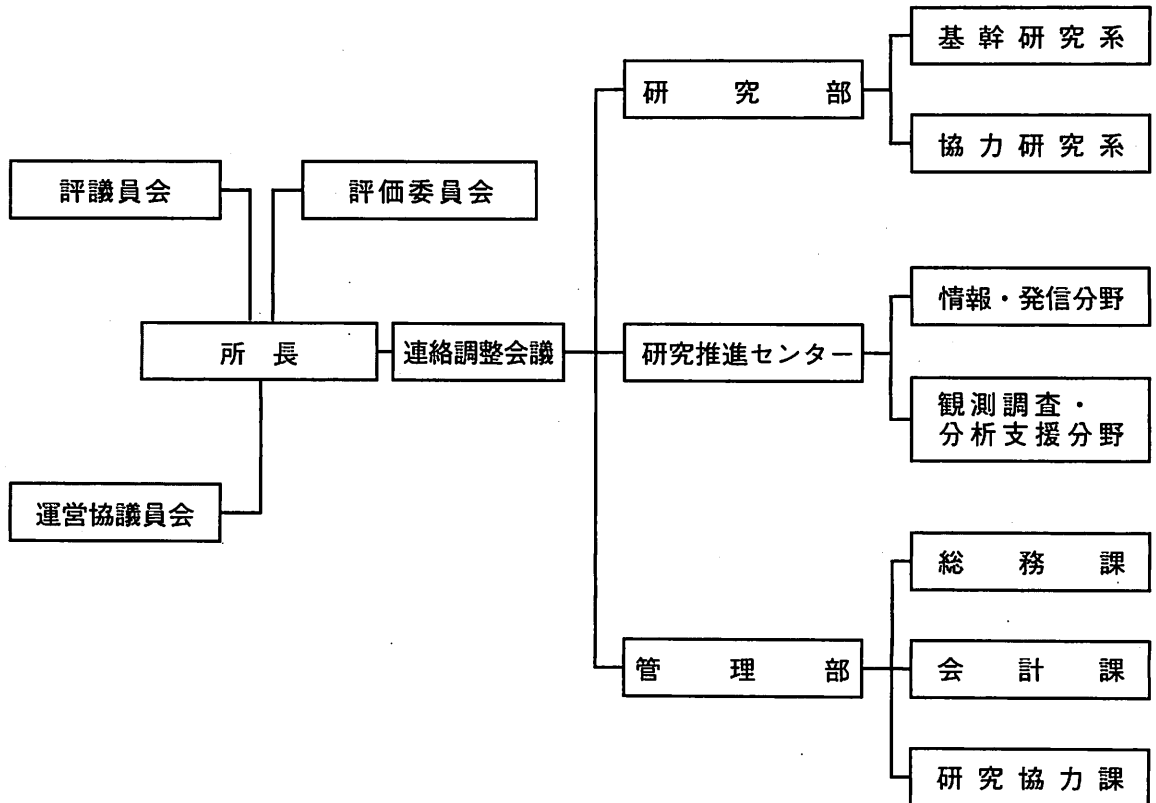 評議員会
評価委員会
所長
連絡調整会議
運営協議員会
研究部
基幹研究系
協力研究系
研究推進センター
情報・発信分野
観測調査・
分析支援分野
管理部
総務課
会計課
研究協力課